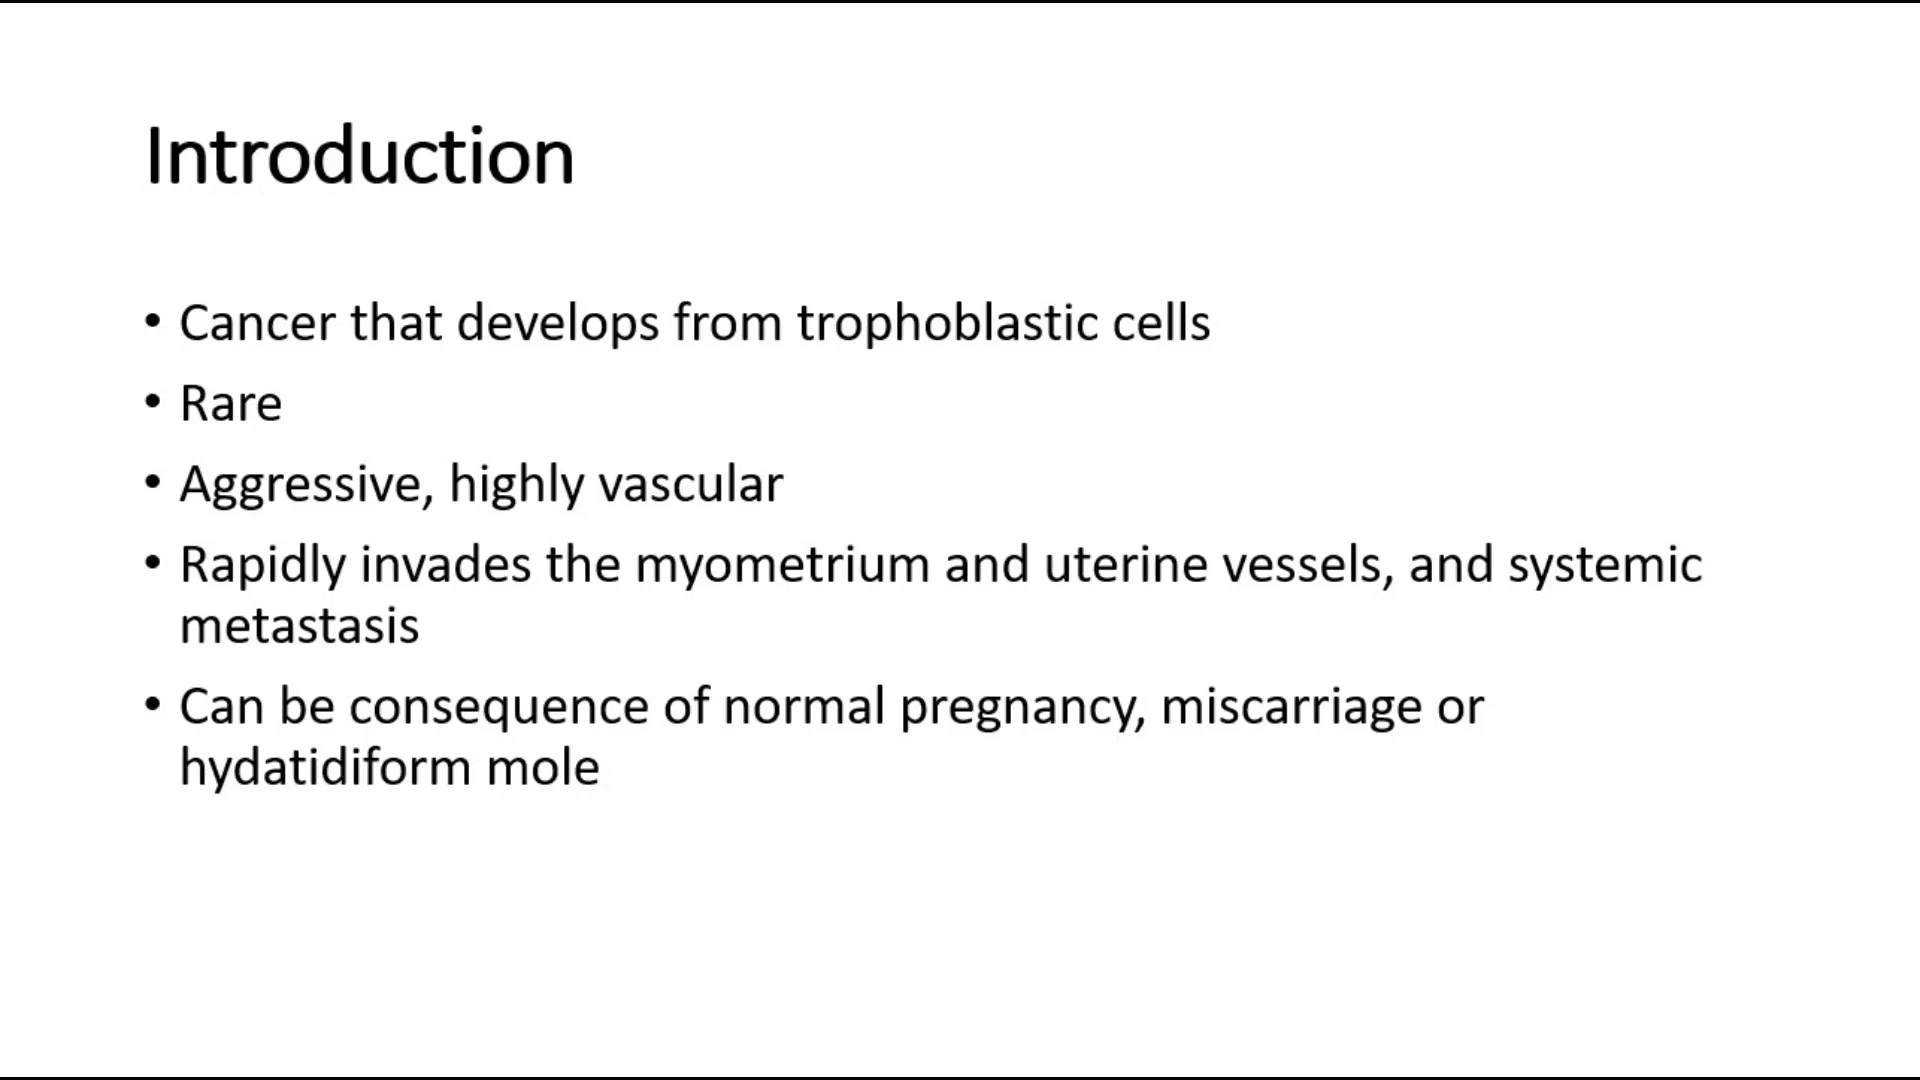 Introduction
• Cancer that develops from trophoblastic cells
• Rare
• Aggressive, highly vascular
• Rapidly invades the myometrium and uterine vessels, and systemic
metastasis
• Can be consequence of normal pregnancy, miscarriage or
hydatidiform mole